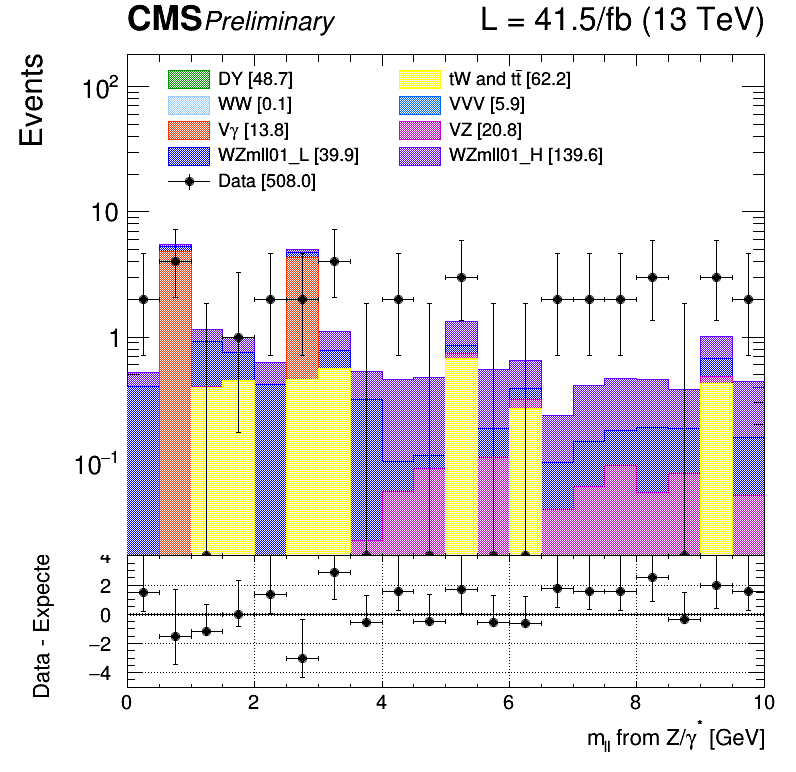 CMS Preliminary L = 41.5/fb (13 TeV)
Events
DY [48.7] tW and tt̄ [62.2]
WW [0.1] VVV [5.9]
Vγ [13.8] VZ [20.8]
WZmll01_L [39.9] WZmll01_H [139.6]
Data [508.0]
10²
10
1
10⁻¹
Data - Expecte
4
2
0
−2
−4
0 2 4 6 8 10
m_ll from Z/γ* [GeV]